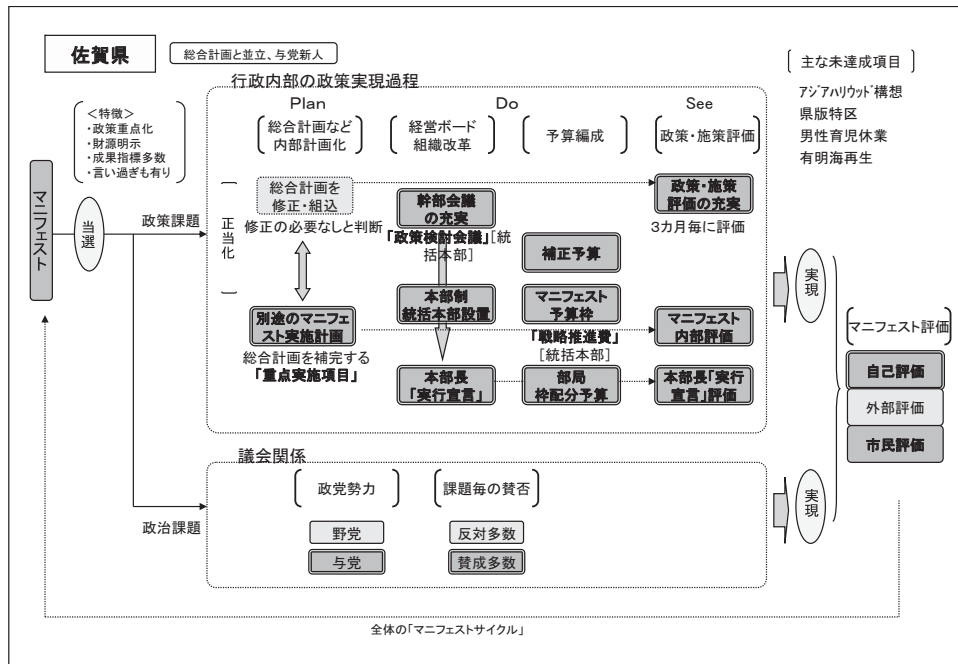 佐賀県
総合計画と並立、与党新人
＜特徴＞
・政策重点化
・財源明示
・成果指標多数
・言い過ぎも有り
マニフェスト
当選
政策課題
政治課題
行政内部の政策実現過程
Plan
Do
See
総合計画など
内部計画化
経営ボード
組織改革
予算編成
政策・施策評価
正当化
総合計画を
修正・組込
修正の必要なしと判断
幹部会議
の充実
「政策検討会議」[統
括本部]
政策・施策
評価の充実
3カ月毎に評価
補正予算
別途のマニフェ
スト実施計画
総合計画を補完する
「重点実施項目」
本部制
統括本部設置
マニフェスト
予算枠
「戦略推進費」
[統括本部]
マニフェスト
内部評価
本部長
「実行宣言」
部局
枠配分予算
本部長「実行
宣言」評価
議会関係
政党勢力
課題毎の賛否
野党
反対多数
与党
賛成多数
主な未達成項目
アジアハリウッド構想
県版特区
男性育児休業
有明海再生
実現
実現
マニフェスト評価
自己評価
外部評価
市民評価
全体の「マニフェストサイクル」